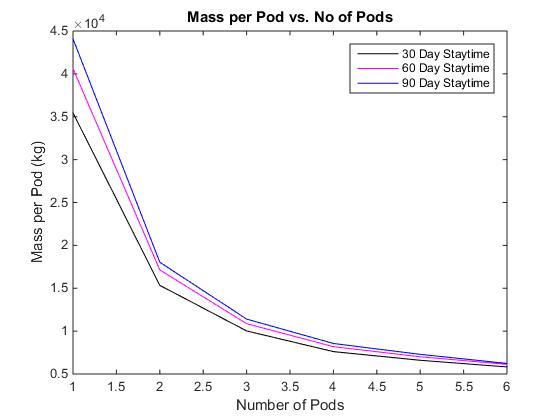 Mass per Pod vs. No of Pods
×10⁴
4.5
4
3.5
3
2.5
2
1.5
1
0.5
Mass per Pod (kg)
30 Day Staytime
60 Day Staytime
90 Day Staytime
1 1.5 2 2.5 3 3.5 4 4.5 5 5.5 6
Number of Pods